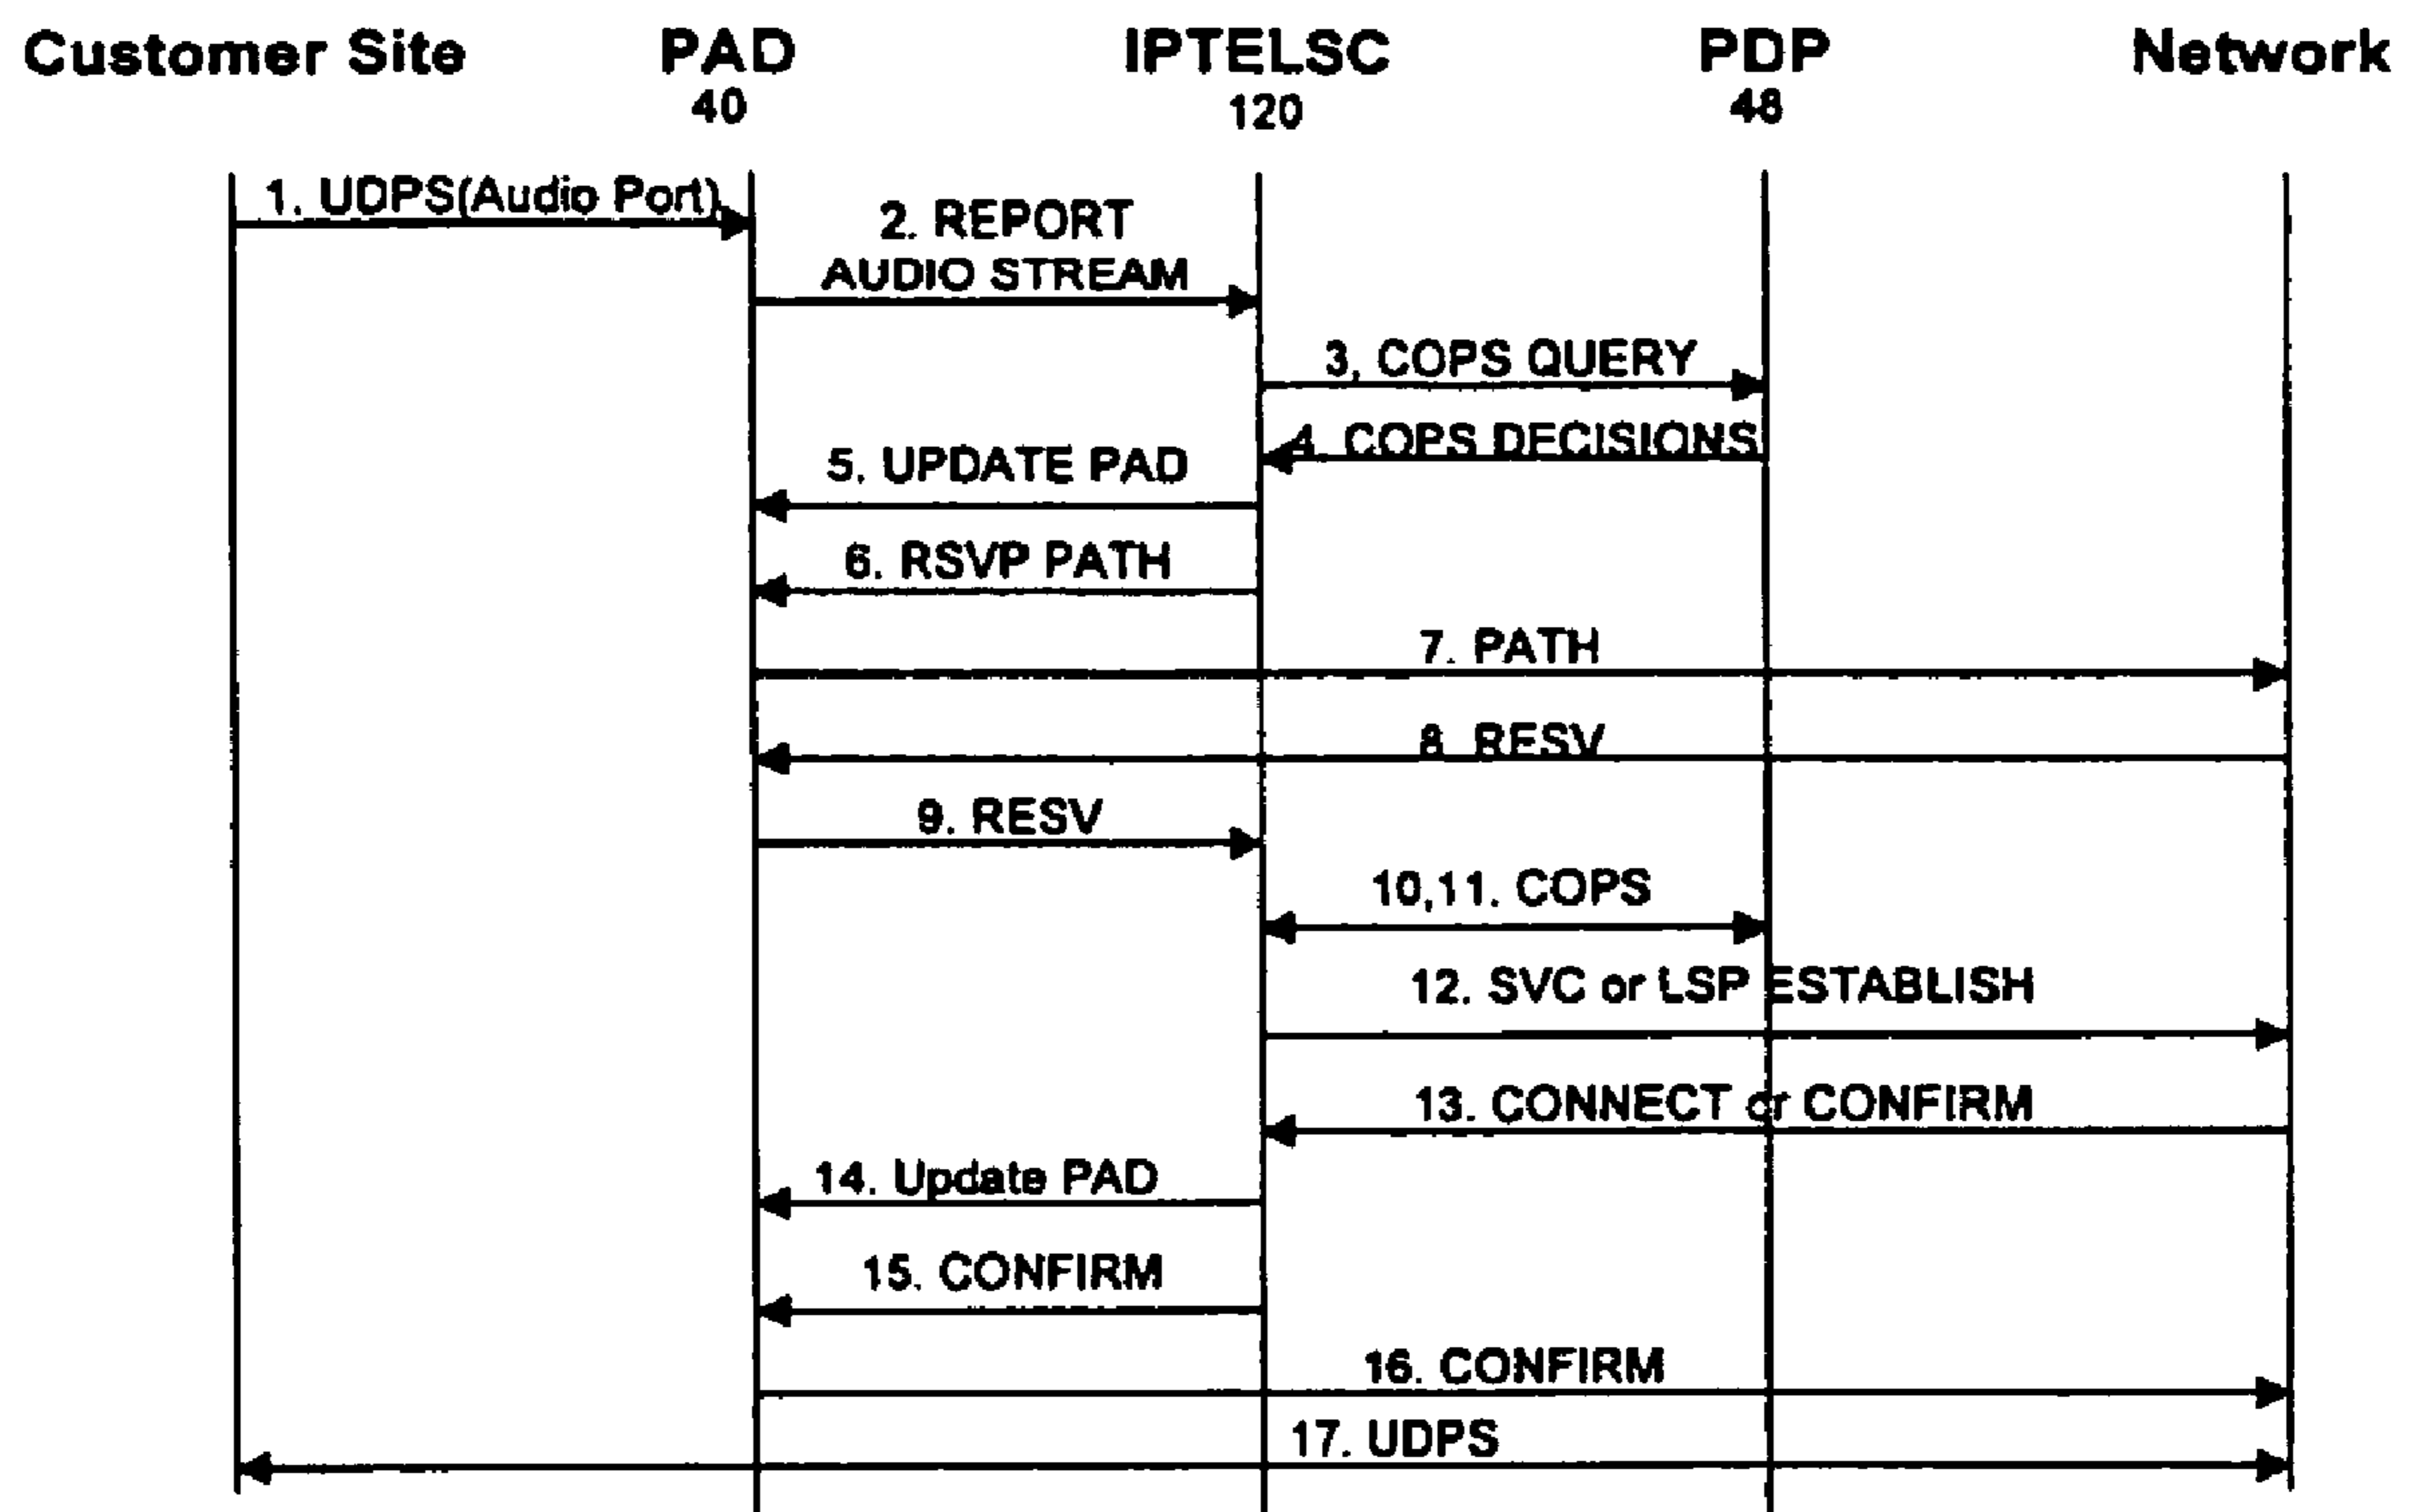 Customer Site PAD IPTELSC PDP Network
40 120 48
1. UDPS(Audio Port)
2. REPORT
AUDIO STREAM
3, COPS QUERY
4. COPS DECISIONS
5. UPDATE PAD
6. RSVP PATH
7. PATH
8. RESV
9. RESV
10,11. COPS
12. SVC or LSP ESTABLISH
13. CONNECT or CONFIRM
14. Update PAD
15. CONFIRM
16. CONFIRM
17. UDPS